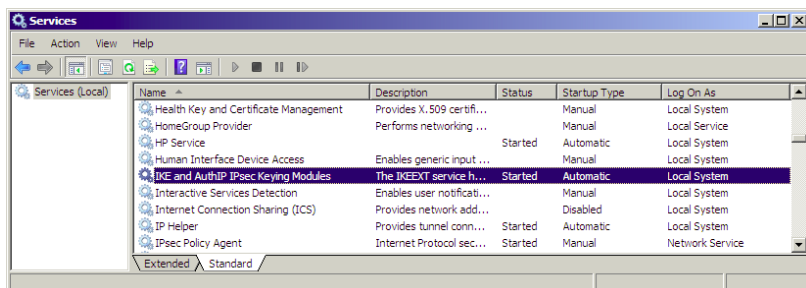 Services
File Action View Help
Services (Local)
Name Description Status Startup Type Log On As
Health Key and Certificate Management Provides X.509 certifi... Manual Local System
HomeGroup Provider Performs networking ... Manual Local Service
HP Service Started Automatic Local System
Human Interface Device Access Enables generic input ... Manual Local System
IKE and AuthIP IPsec Keying Modules The IKEEXT service h... Started Automatic Local System
Interactive Services Detection Enables user notificati... Manual Local System
Internet Connection Sharing (ICS) Provides network add... Disabled Local System
IP Helper Provides tunnel conn... Started Automatic Local System
IPsec Policy Agent Internet Protocol sec... Started Manual Network Service
Extended Standard